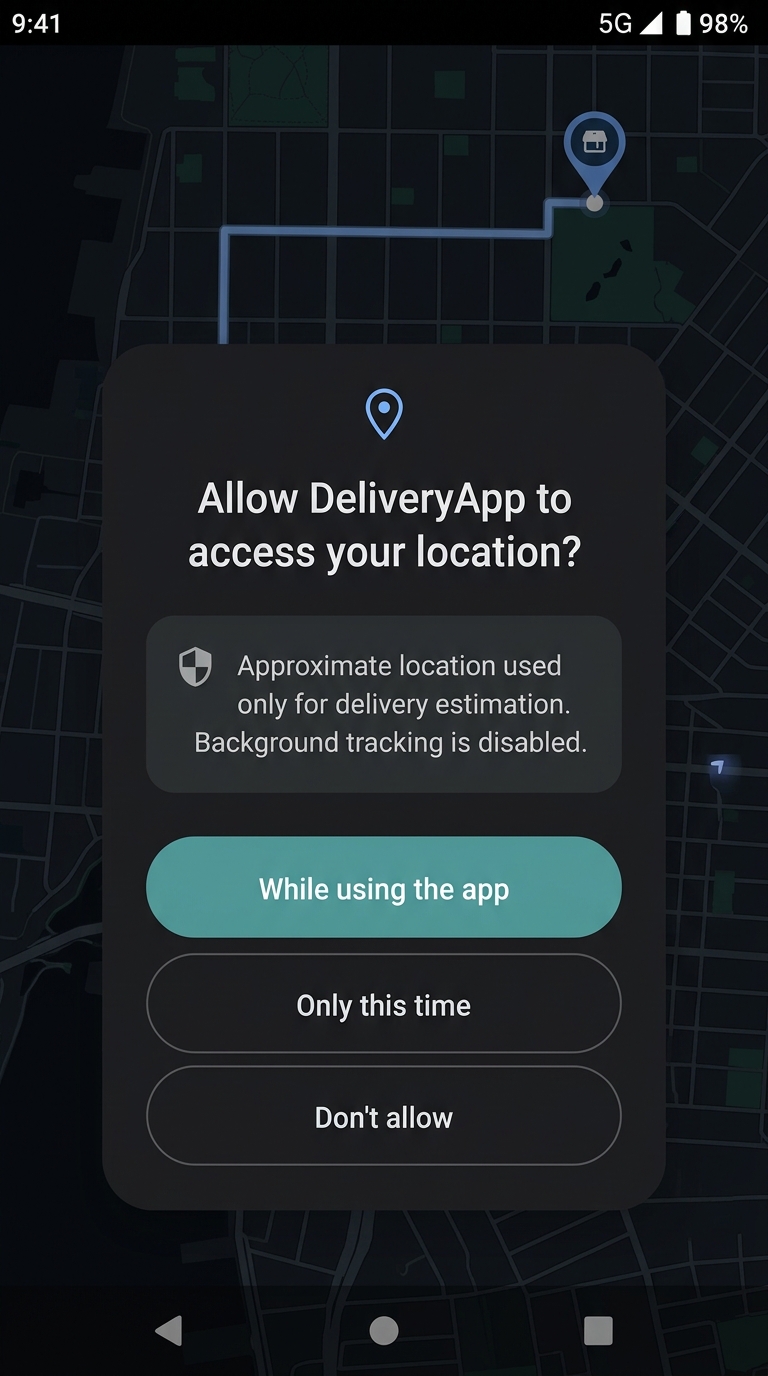 9:41 5G 98%
Allow DeliveryApp to
access your location?
Approximate location used
only for delivery estimation.
Background tracking is disabled.
While using the app
Only this time
Don't allow